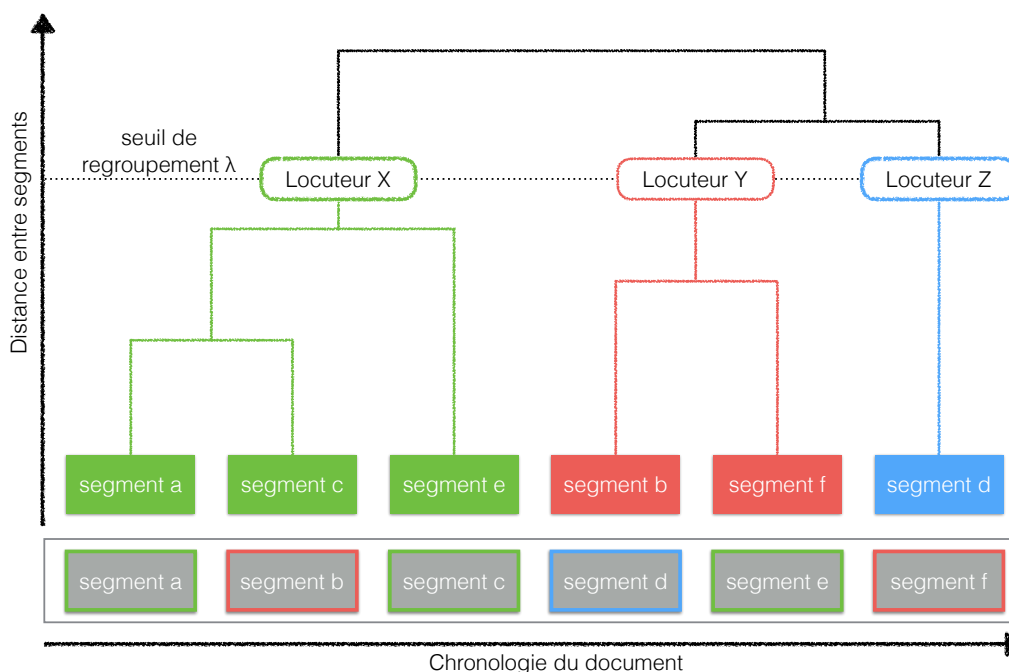 Distance entre segments
seuil de
regroupement λ
Locuteur X
Locuteur Y
Locuteur Z
segment a
segment c
segment e
segment b
segment f
segment d
segment a
segment b
segment c
segment d
segment e
segment f
Chronologie du document